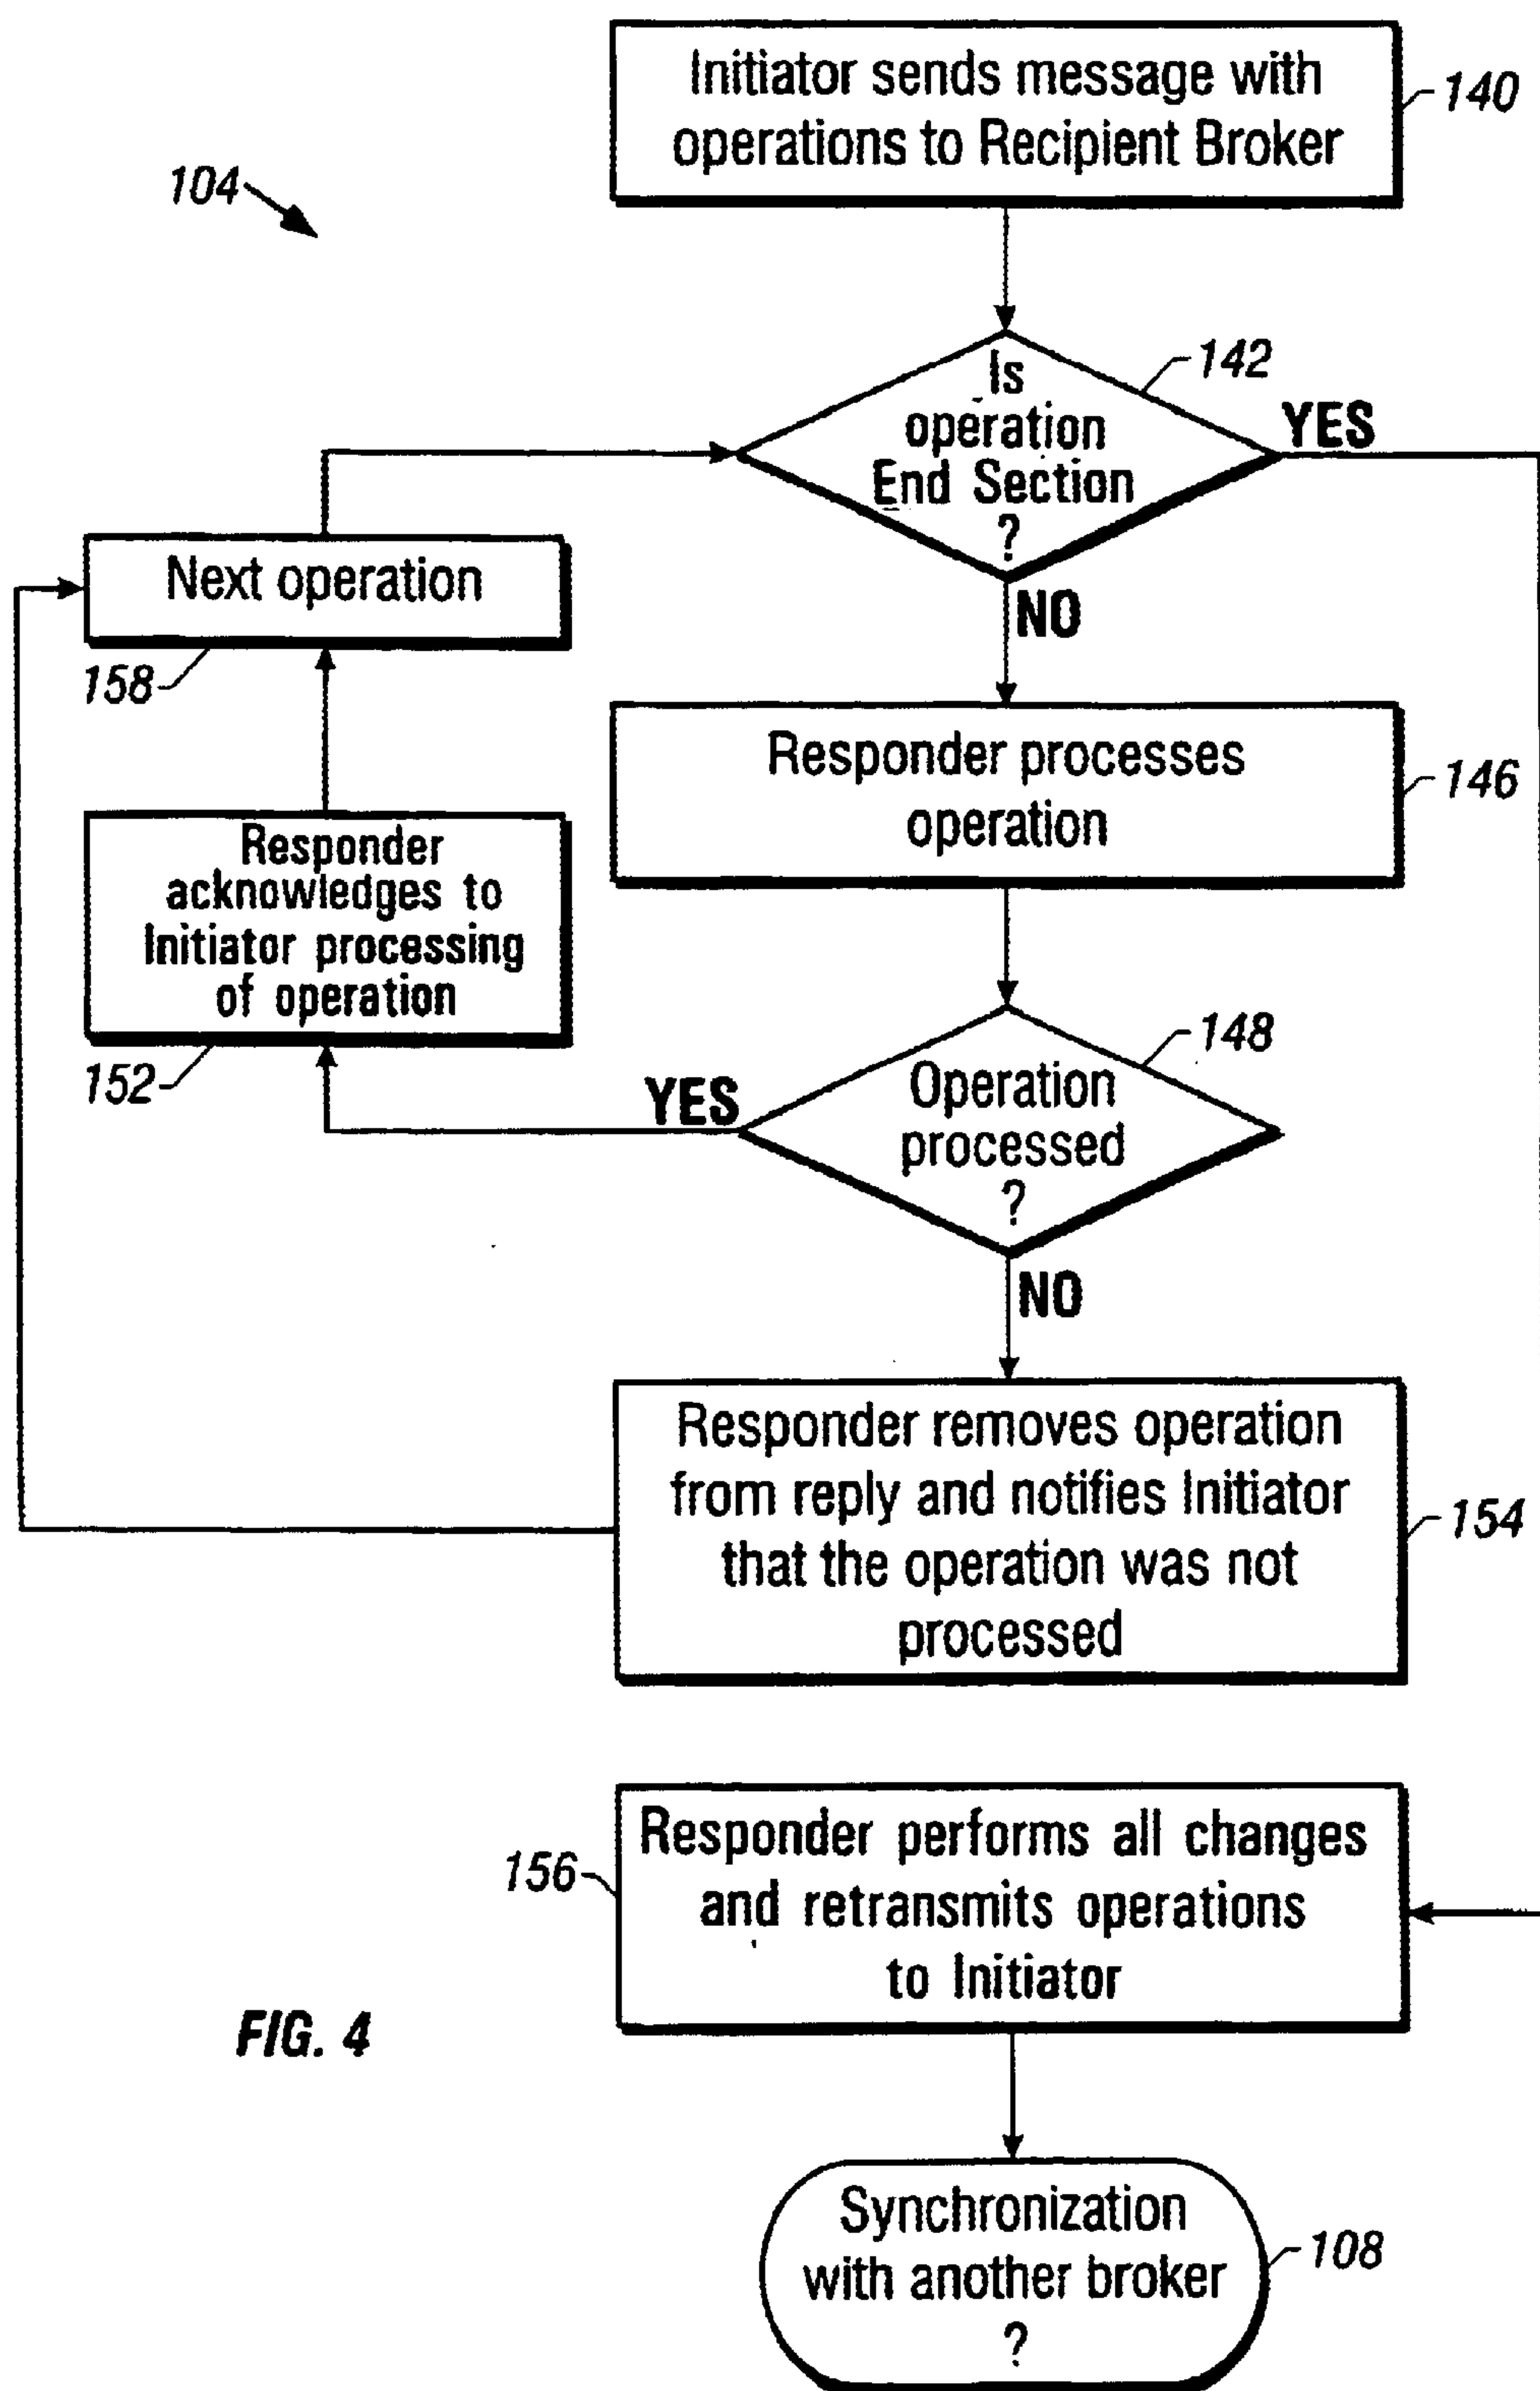 Initiator sends message with
operations to Recipient Broker
140
104
Is
operation
End Section
?
142
YES
NO
Next operation
158
Responder processes
operation
146
Responder
acknowledges to
Initiator processing
of operation
152
Operation
processed
?
148
YES
NO
Responder removes operation
from reply and notifies Initiator
that the operation was not
processed
154
Responder performs all changes
and retransmits operations
to Initiator
156
FIG. 4
Synchronization
with another broker
?
108